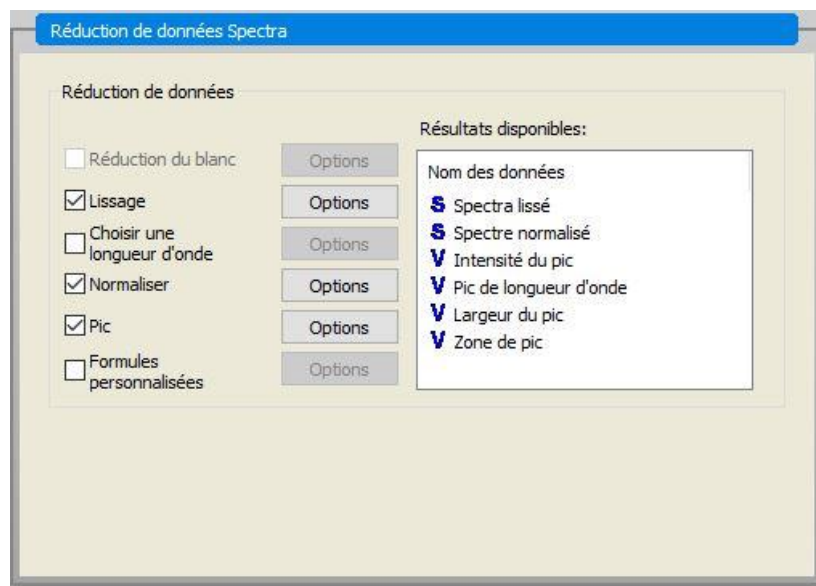 Réduction de données Spectra
Réduction de données
Résultats disponibles:
Réduction du blanc
Options
Nom des données
Lissage
Options
S Spectra lissé
Choisir une
longueur d'onde
Options
S Spectre normalisé
V Intensité du pic
Normaliser
Options
V Pic de longueur d'onde
Pic
Options
V Largeur du pic
V Zone de pic
Formules
personnalisées
Options